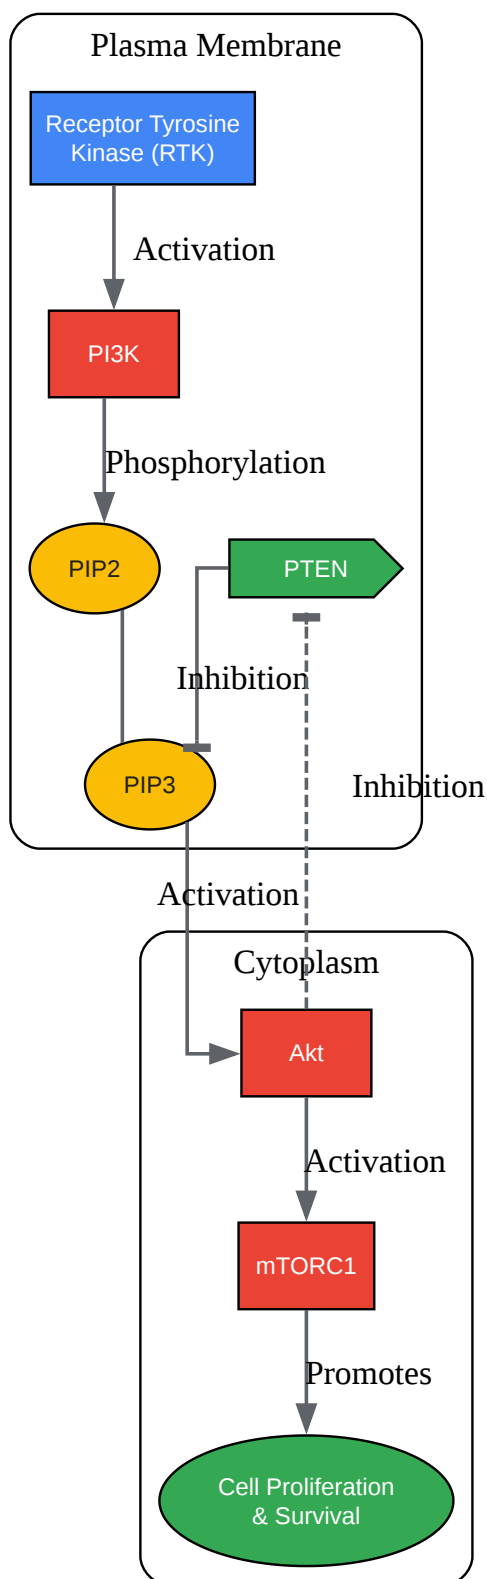 Plasma Membrane
Receptor Tyrosine
Kinase (RTK)
Activation
PI3K
Phosphorylation
PIP2
PTEN
Inhibition
PIP3
Inhibition
Activation
Cytoplasm
Akt
Activation
mTORC1
Promotes
Cell Proliferation
& Survival